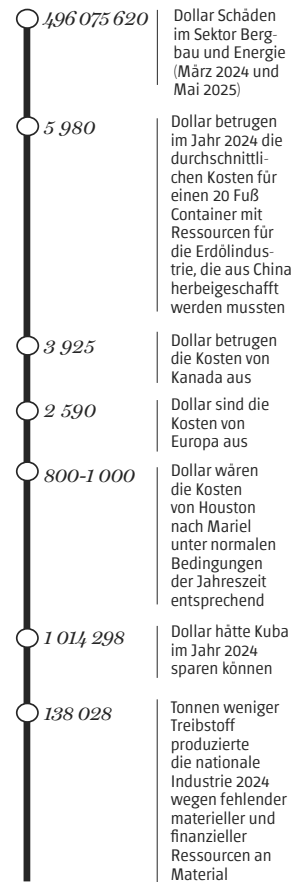 496 075 620
Dollar Schäden
im Sektor Berg-
bau und Energie
(März 2024 und
Mai 2025)
5 980
Dollar betrugen
im Jahr 2024 die
durchschnittli-
chen Kosten für
einen 20 Fuß
Container mit
Ressourcen für
die Erdölindus-
trie, die aus China
herbeigeschafft
werden mussten
3 925
Dollar betrugen
die Kosten von
Kanada aus
2 590
Dollar sind die
Kosten von
Europa aus
800-1 000
Dollar wären
die Kosten
von Houston
nach Mariel
unter normalen
Bedingungen
der Jahreszeit
entsprechend
1 014 298
Dollar hätte Kuba
im Jahr 2024
sparen können
138 028
Tonnen weniger
Treibstoff
produzierte
die nationale
Industrie 2024
wegen fehlender
materieller und
finanzieller
Ressourcen an
Material